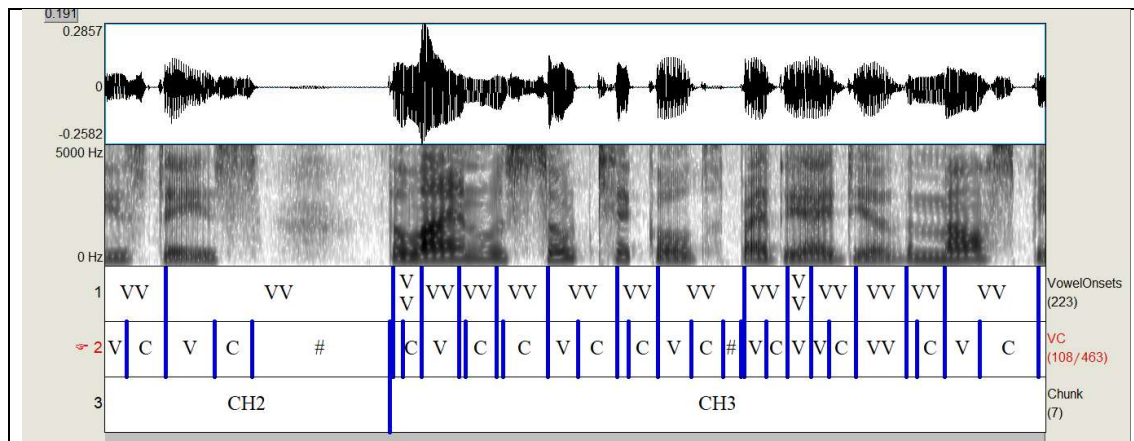 0.191
0.2857
0
-0.2582
5000 Hz
0 Hz
1 VV VV V V VV VV VV VV VV VV VV V V VV VV VV VV VowelOnsets (223)
☞ 2 V C V C # C V C C V C C V C # V C V V C VV C V C VC (108/463)
3 CH2 CH3 Chunk (7)